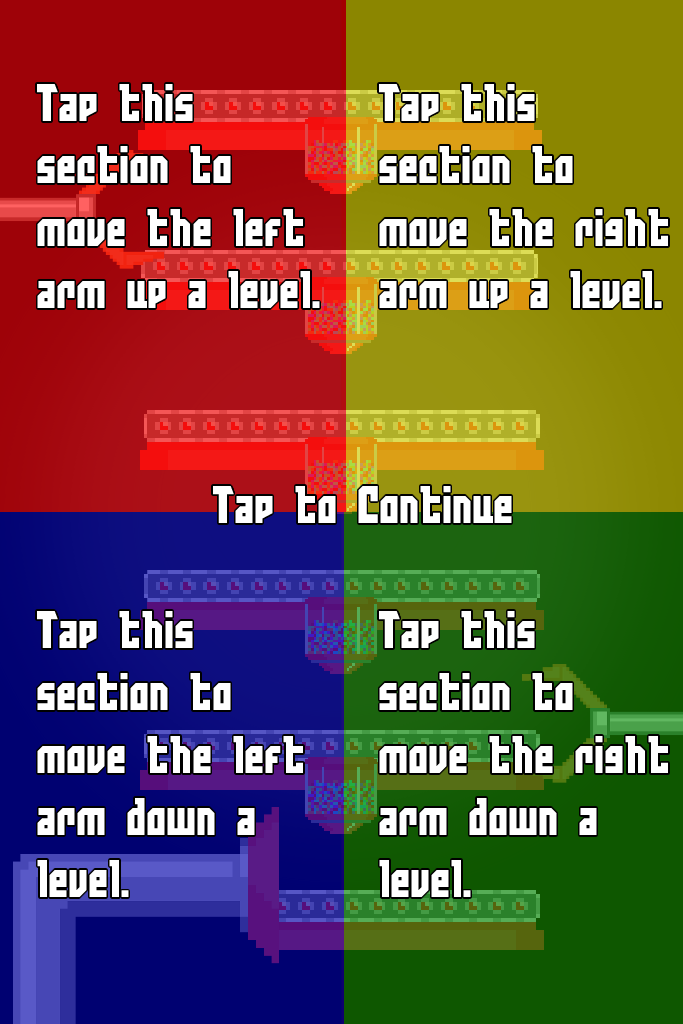 Tap this
section to
move the left
arm up a level.
Tap this
section to
move the right
arm up a level.
Tap to Continue
Tap this
section to
move the left
arm down a
level.
Tap this
section to
move the right
arm down a
level.